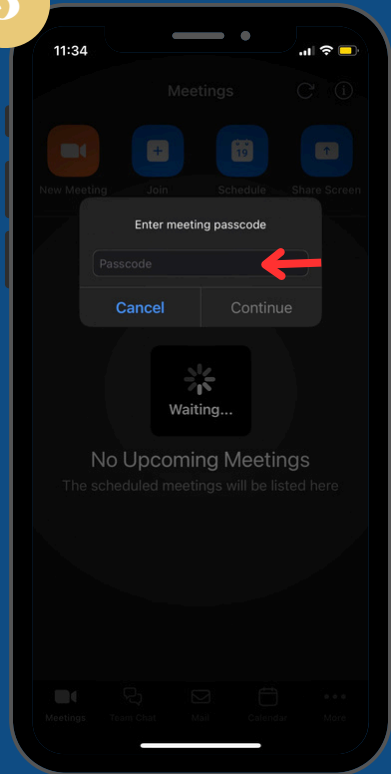 11:34
Meetings
19
New Meeting Join Schedule Share Screen
Enter meeting passcode
Passcode
Cancel Continue
Waiting...
No Upcoming Meetings
The scheduled meetings will be listed here
Meetings Team Chat Mail Calendar More